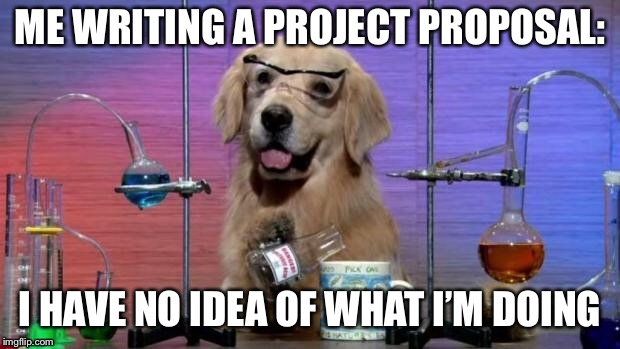 ME WRITING A PROJECT PROPOSAL:
PICK ONE
I HAVE NO IDEA OF WHAT I'M DOING
imgflip.com